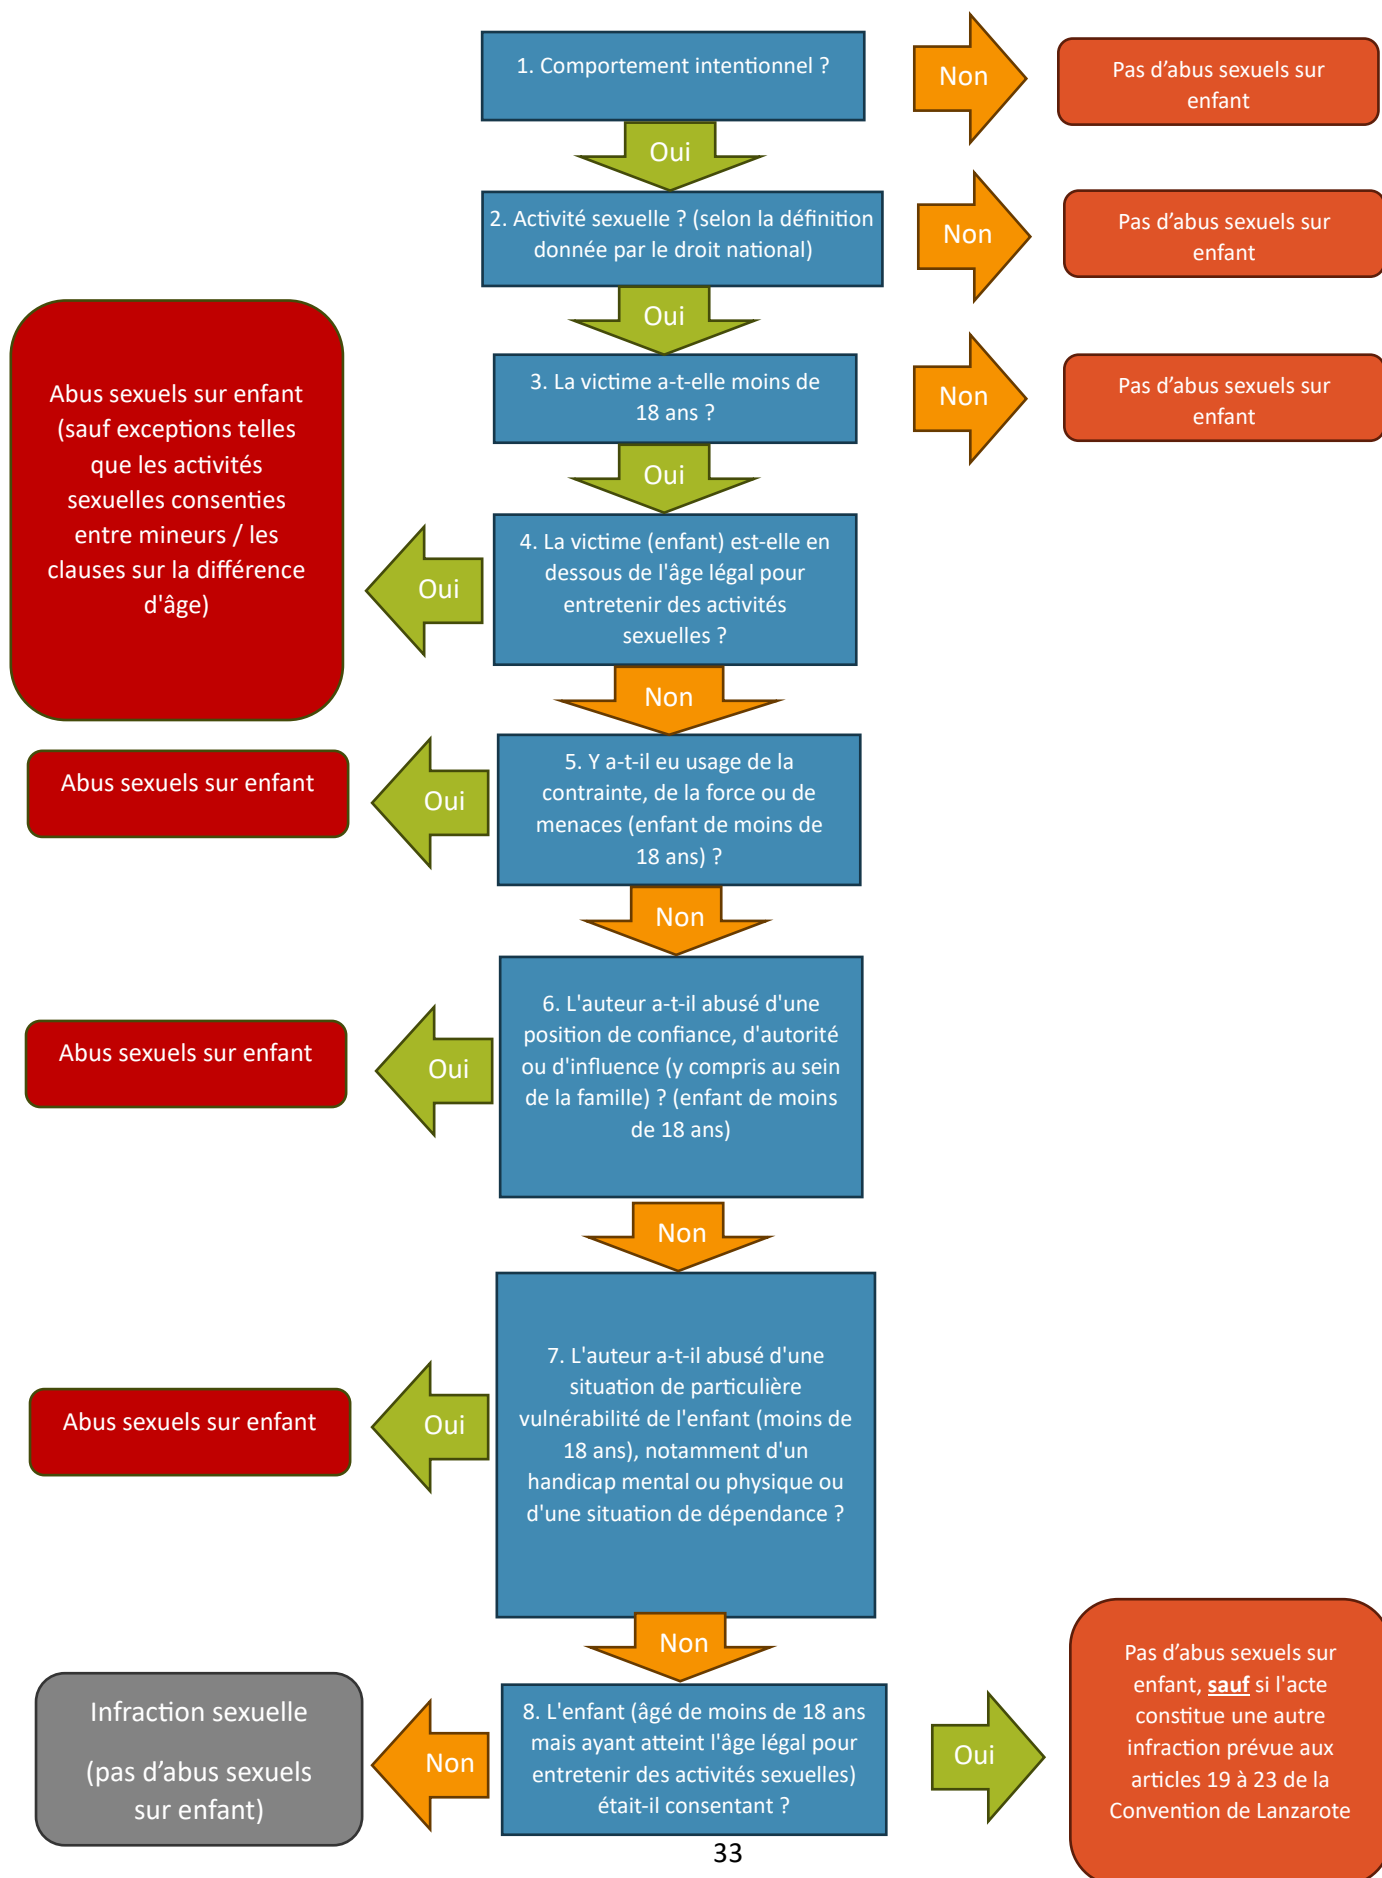 1. Comportement intentionnel ?
Non
Pas d’abus sexuels sur
enfant
Oui
2. Activité sexuelle ? (selon la définition
donnée par le droit national)
Non
Pas d’abus sexuels sur
enfant
Oui
3. La victime a-t-elle moins de
18 ans ?
Non
Pas d’abus sexuels sur
enfant
Oui
4. La victime (enfant) est-elle en
dessous de l'âge légal pour
entretenir des activités
sexuelles ?
Oui
Abus sexuels sur enfant
(sauf exceptions telles
que les activités
sexuelles consenties
entre mineurs / les
clauses sur la différence
d'âge)
Non
5. Y a-t-il eu usage de la
contrainte, de la force ou de
menaces (enfant de moins de
18 ans) ?
Oui
Abus sexuels sur enfant
Non
6. L'auteur a-t-il abusé d'une
position de confiance, d'autorité
ou d'influence (y compris au sein
de la famille) ? (enfant de moins
de 18 ans)
Oui
Abus sexuels sur enfant
Non
7. L'auteur a-t-il abusé d'une
situation de particulière
vulnérabilité de l'enfant (moins de
18 ans), notamment d'un
handicap mental ou physique ou
d'une situation de dépendance ?
Oui
Abus sexuels sur enfant
Non
8. L'enfant (âgé de moins de 18 ans
mais ayant atteint l'âge légal pour
entretenir des activités sexuelles)
était-il consentant ?
Non
Infraction sexuelle
(pas d’abus sexuels
sur enfant)
Oui
Pas d’abus sexuels sur
enfant, sauf si l'acte
constitue une autre
infraction prévue aux
articles 19 à 23 de la
Convention de Lanzarote
33